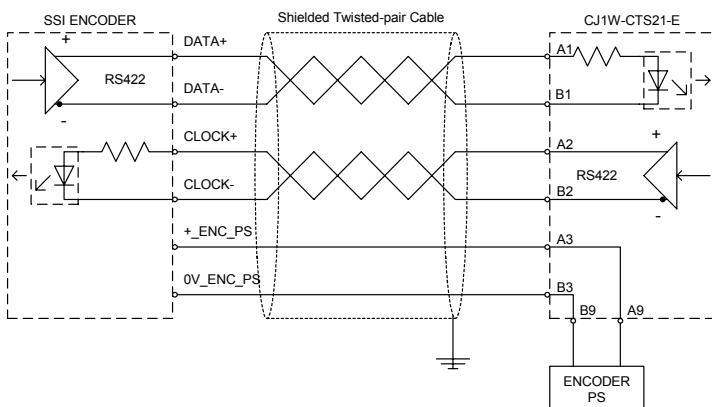 SSI ENCODER
Shielded Twisted-pair Cable
CJ1W-CTS21-E
+
DATA+
A1
RS422
DATA-
B1
-
CLOCK+
A2
+
RS422
CLOCK-
B2
-
+_ENC_PS
A3
0V_ENC_PS
B3
B9
A9
ENCODER
PS